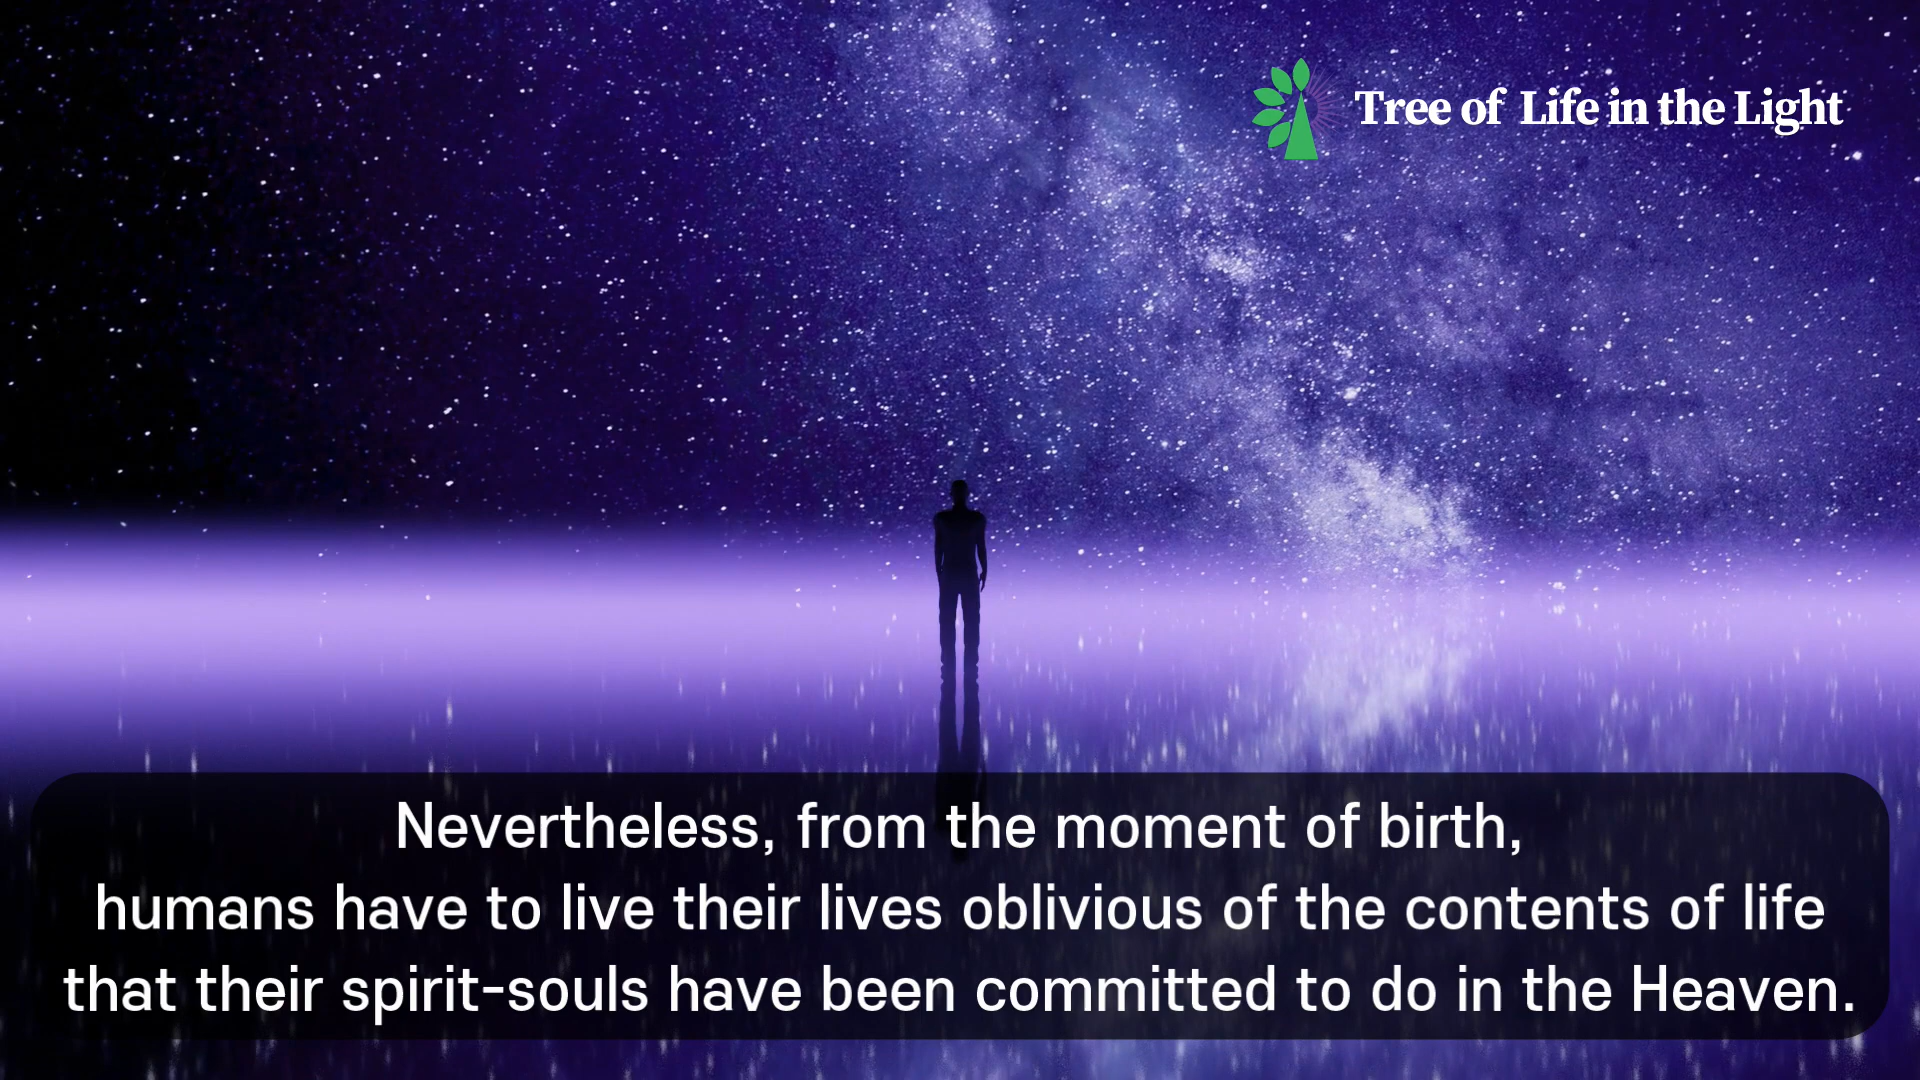 Tree of Life in the Light
Nevertheless, from the moment of birth,
humans have to live their lives oblivious of the contents of life
that their spirit-souls have been committed to do in the Heaven.